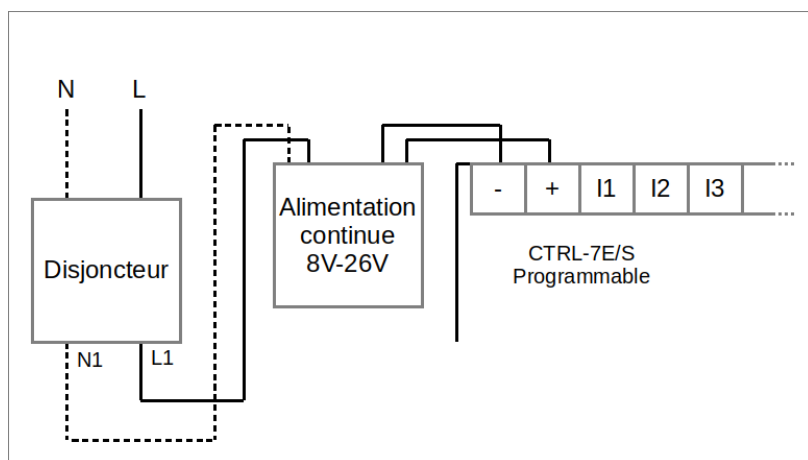 N L
Disjoncteur
N1 L1
Alimentation
continue
8V-26V
- + I1 I2 I3
CTRL-7E/S
Programmable